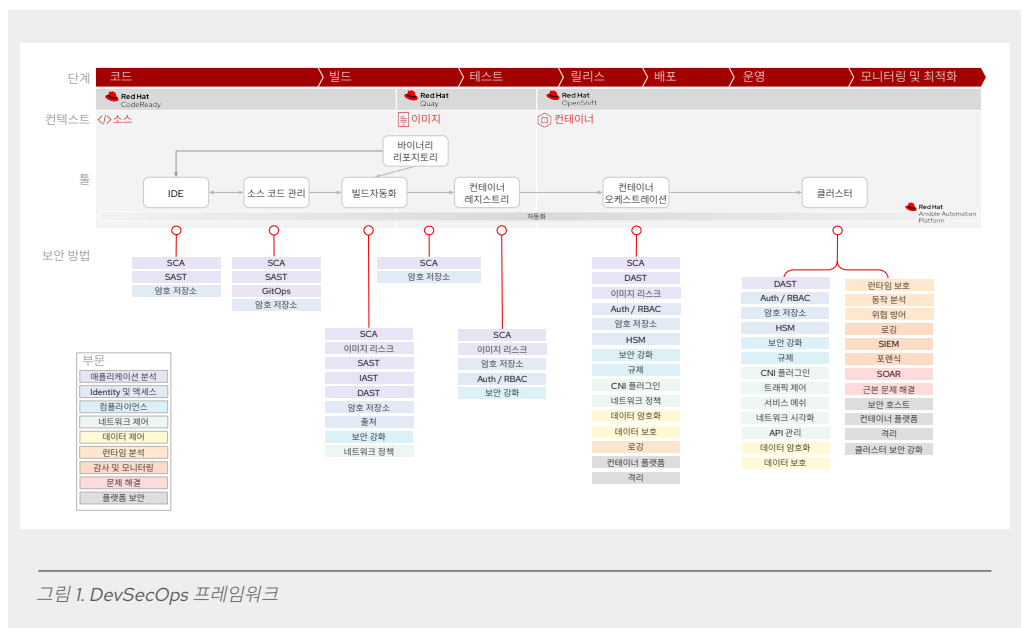 단계
코드
빌드
테스트
릴리스
배포
운영
모니터링 및 최적화
Red Hat
CodeReady
Red Hat
Quay
Red Hat
OpenShift
컨텍스트
</>소스
이미지
컨테이너
툴
바이너리
리포지토리
IDE
소스 코드 관리
빌드자동화
컨테이너
레지스트리
컨테이너
오케스트레이션
클러스터
자동화
Red Hat
Ansible Automation
Platform
보안 방법
SCA
SAST
암호 저장소
SCA
SAST
GitOps
암호 저장소
SCA
이미지 리스크
SAST
IAST
DAST
암호 저장소
출처
보안 강화
네트워크 정책
SCA
암호 저장소
SCA
이미지 리스크
암호 저장소
Auth / RBAC
보안 강화
SCA
DAST
이미지 리스크
Auth / RBAC
암호 저장소
HSM
보안 강화
규제
CNI 플러그인
네트워크 정책
데이터 암호화
데이터 보호
로깅
컨테이너 플랫폼
격리
DAST
Auth / RBAC
암호 저장소
HSM
보안 강화
규제
CNI 플러그인
트래픽 제어
서비스 메쉬
네트워크 시각화
API 관리
데이터 암호화
데이터 보호
런타임 보호
동작 분석
위협 방어
로깅
SIEM
포렌식
SOAR
근본 문제 해결
보안 호스트
컨테이너 플랫폼
격리
클러스터 보안 강화
부문
애플리케이션 분석
Identity 및 액세스
컴플라이언스
네트워크 제어
데이터 제어
런타임 분석
감사 및 모니터링
문제 해결
플랫폼 보안
그림 1. DevSecOps 프레임워크